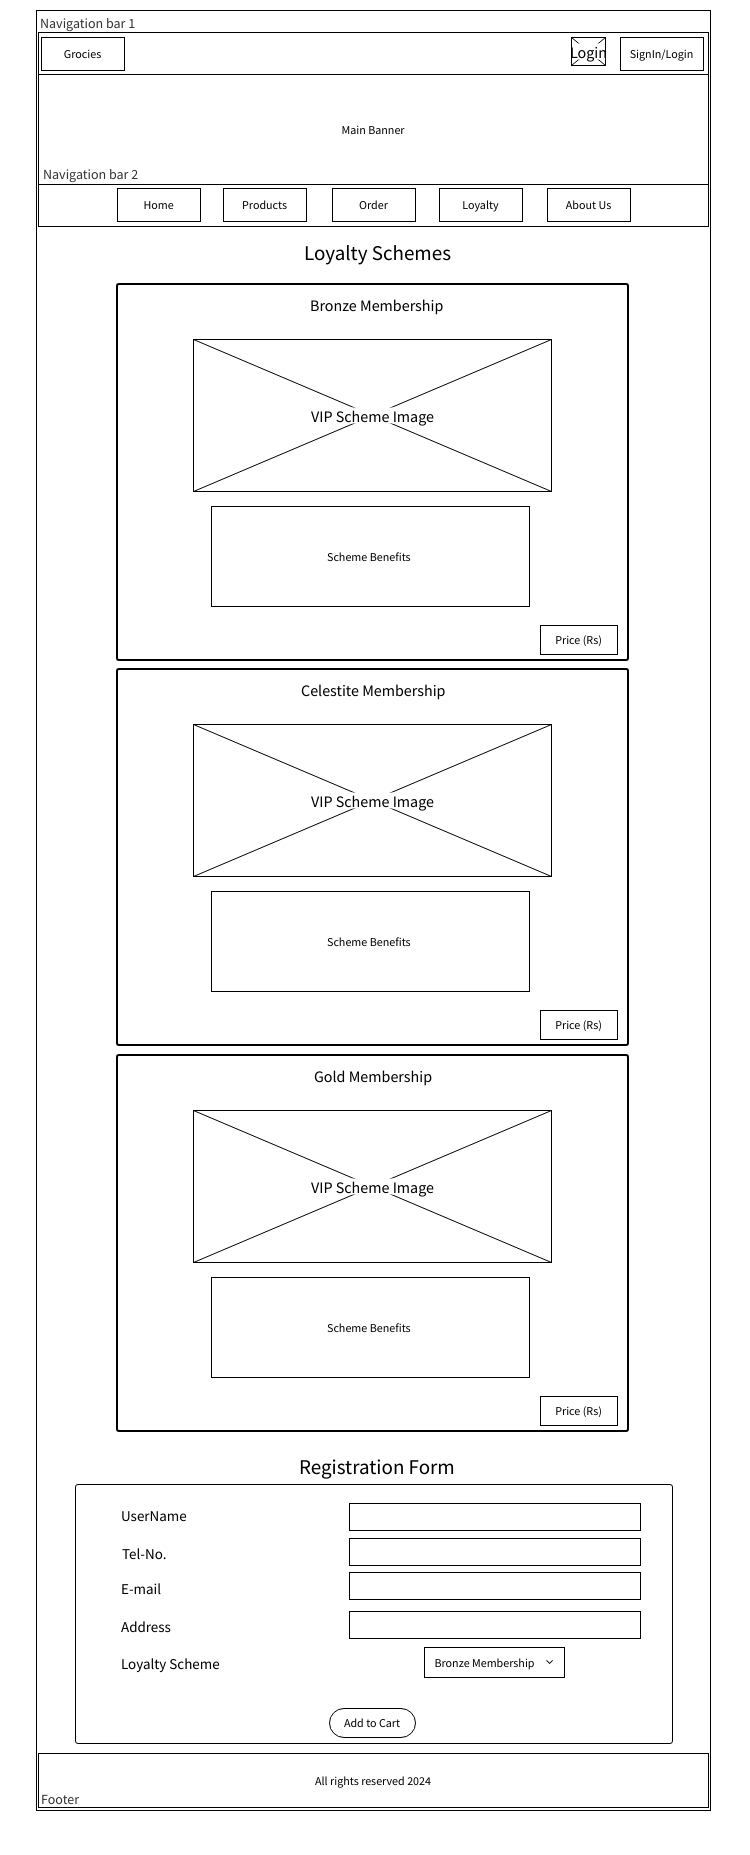 Navigation bar 1
Grocies
Login
SignIn/Login
Main Banner
Navigation bar 2
Home
Products
Order
Loyalty
About Us
Loyalty Schemes
Bronze Membership
VIP Scheme Image
Scheme Benefits
Price (Rs)
Celestite Membership
VIP Scheme Image
Scheme Benefits
Price (Rs)
Gold Membership
VIP Scheme Image
Scheme Benefits
Price (Rs)
Registration Form
UserName
Tel-No.
E-mail
Address
Loyalty Scheme
Bronze Membership
Add to Cart
All rights reserved 2024
Footer